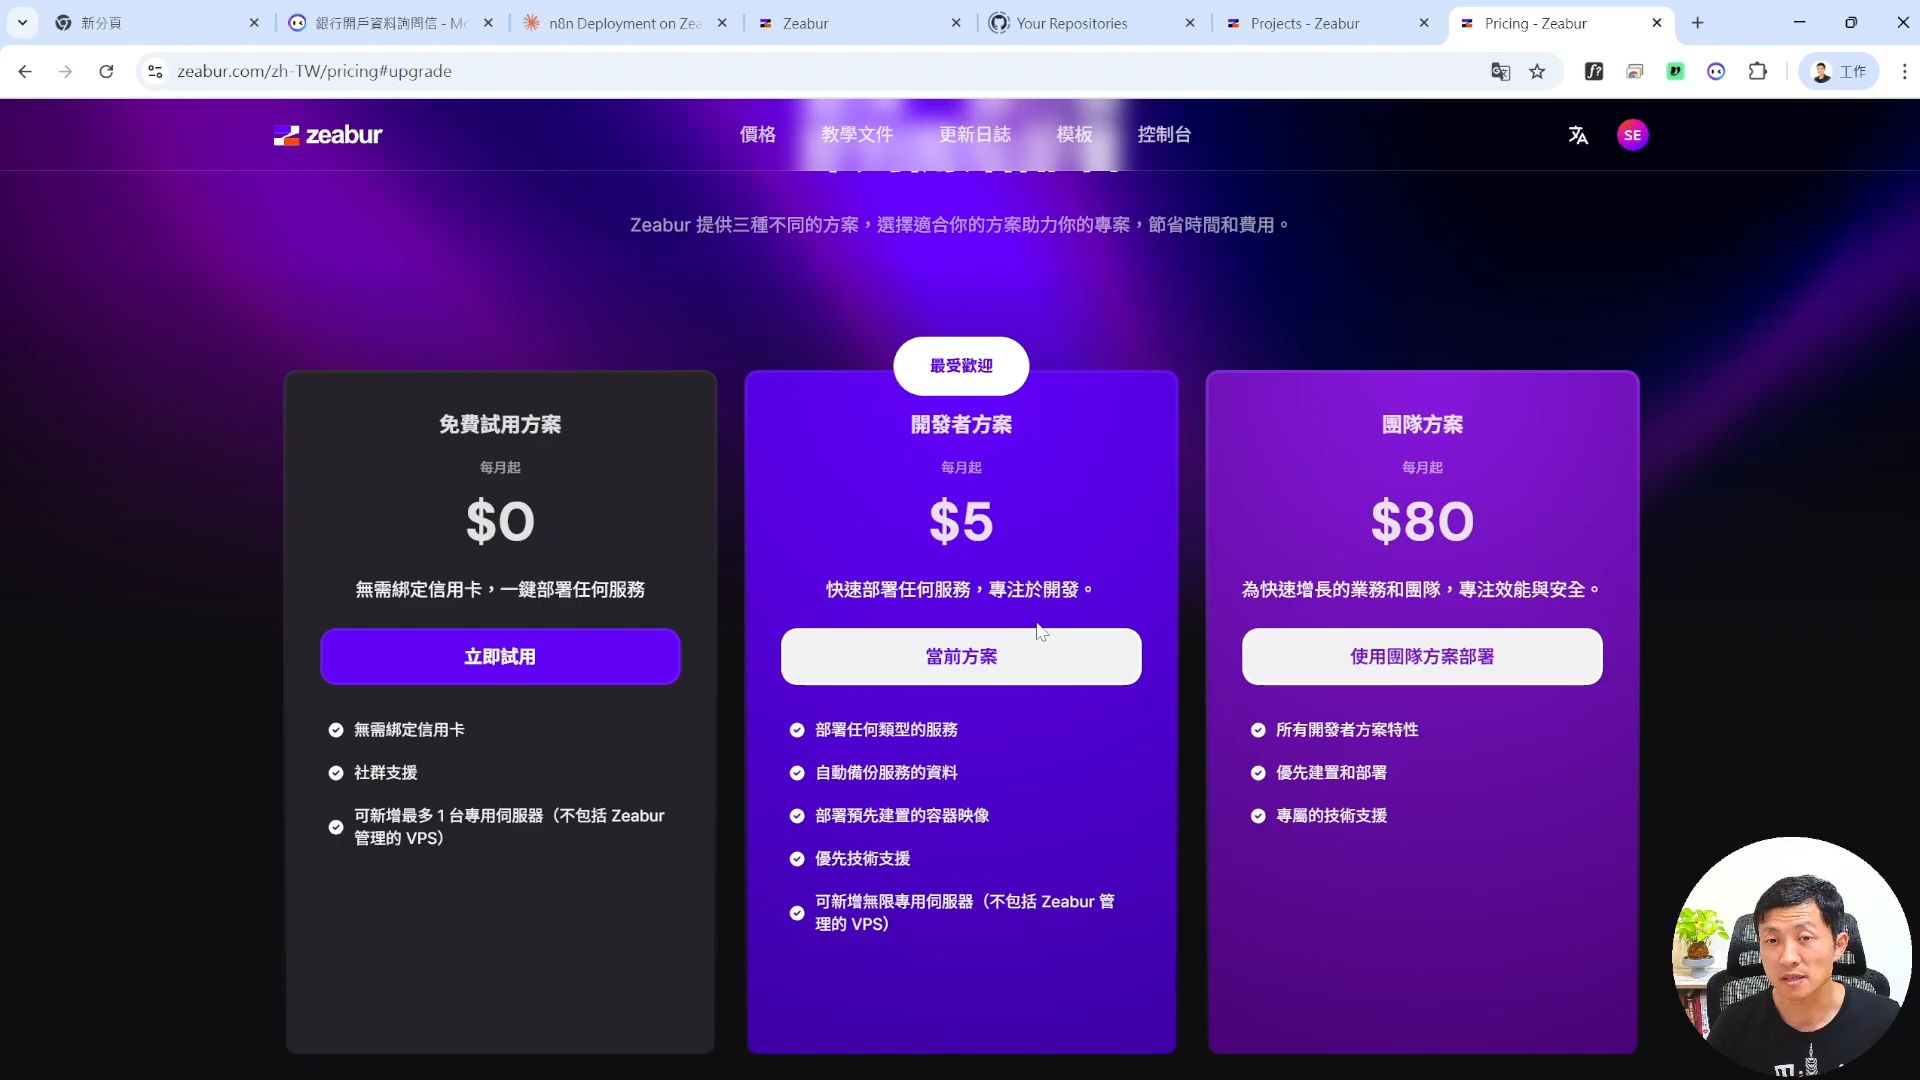 新分頁
銀行開戶資料詢問信 - Mo
n8n Deployment on Zea
Zeabur
Your Repositories
Projects - Zeabur
Pricing - Zeabur
zeabur.com/zh-TW/pricing#upgrade
工作
zeabur
價格
教學文件
更新日誌
模板
控制台
SE
Zeabur 提供三種不同的方案，選擇適合你的方案助力你的專案，節省時間和費用。
免費試用方案
每月起
$0
無需綁定信用卡，一鍵部署任何服務
立即試用
無需綁定信用卡
社群支援
可新增最多 1 台專用伺服器（不包括 Zeabur
管理的 VPS）
最受歡迎
開發者方案
每月起
$5
快速部署任何服務，專注於開發。
當前方案
部署任何類型的服務
自動備份服務的資料
部署預先建置的容器映像
優先技術支援
可新增無限專用伺服器（不包括 Zeabur 管
理的 VPS）
團隊方案
每月起
$80
為快速增長的業務和團隊，專注效能與安全。
使用團隊方案部署
所有開發者方案特性
優先建置和部署
專屬的技術支援